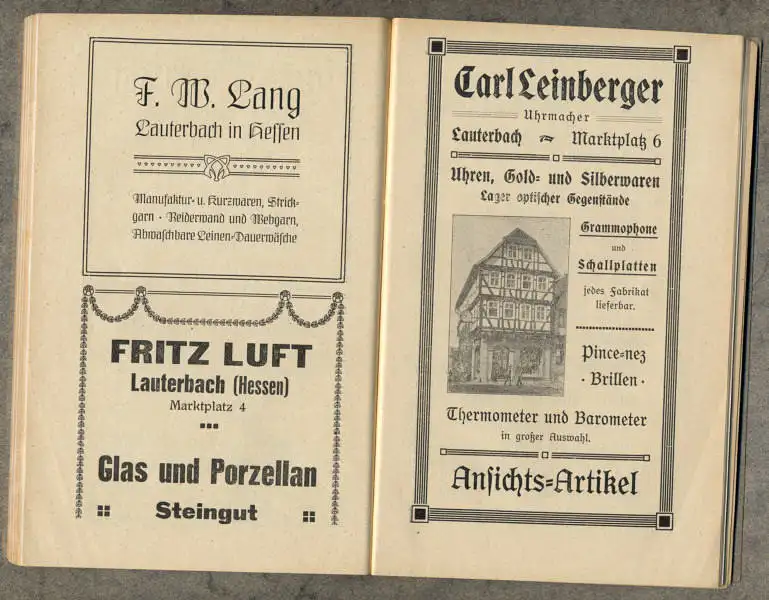 F. W. Lang
Lauterbach in Hessen
Manufaktur- u. Kurzwaren, Strick-
garn · Beiderwand und Webgarn,
Abwaschbare Leinen-Dauerwäsche
FRITZ LUFT
Lauterbach (Hessen)
Marktplatz 4
Glas und Porzellan
Steingut
Carl Leinberger
Uhrmacher
Lauterbach Marktplatz 6
Uhren, Gold- und Silberwaren
Lager optischer Gegenstände
Grammophone
und
Schallplatten
jedes Fabrikat
lieferbar.
Pince-nez
· Brillen ·
Thermometer und Barometer
in großer Auswahl.
Ansichts-Artikel